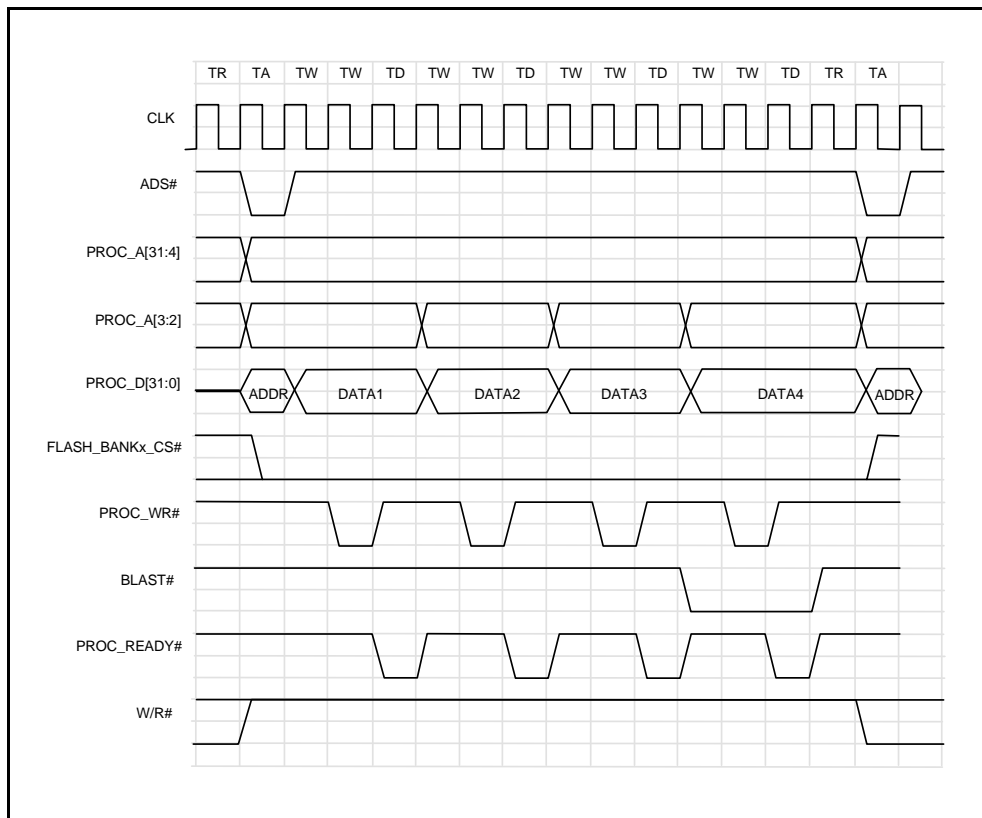 TR TA TW TW TD TW TW TD TW TW TD TW TW TD TR TA
CLK
ADS#
PROC_A[31:4]
PROC_A[3:2]
PROC_D[31:0] ADDR DATA1 DATA2 DATA3 DATA4 ADDR
FLASH_BANKx_CS#
PROC_WR#
BLAST#
PROC_READY#
W/R#